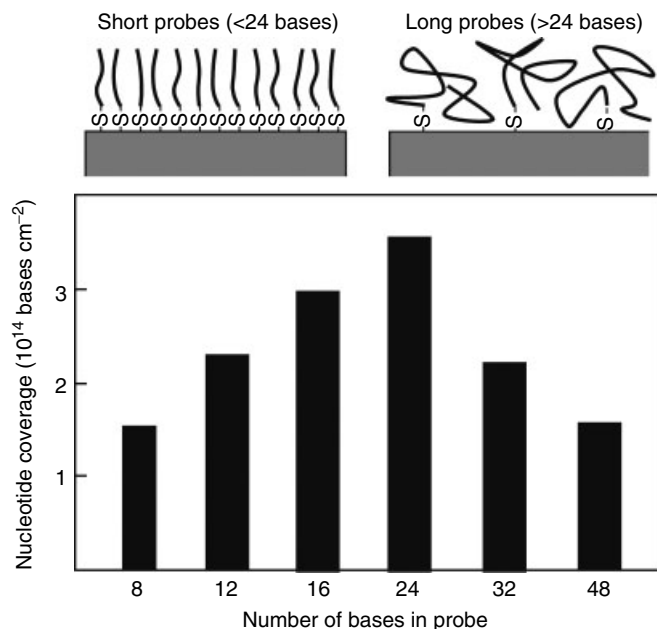 Short probes (<24 bases)
Long probes (>24 bases)
S S S S S S S S S S S S S
S S S
Nucleotide coverage (10¹⁴ bases cm⁻²)
3
2
1
8 12 16 24 32 48
Number of bases in probe